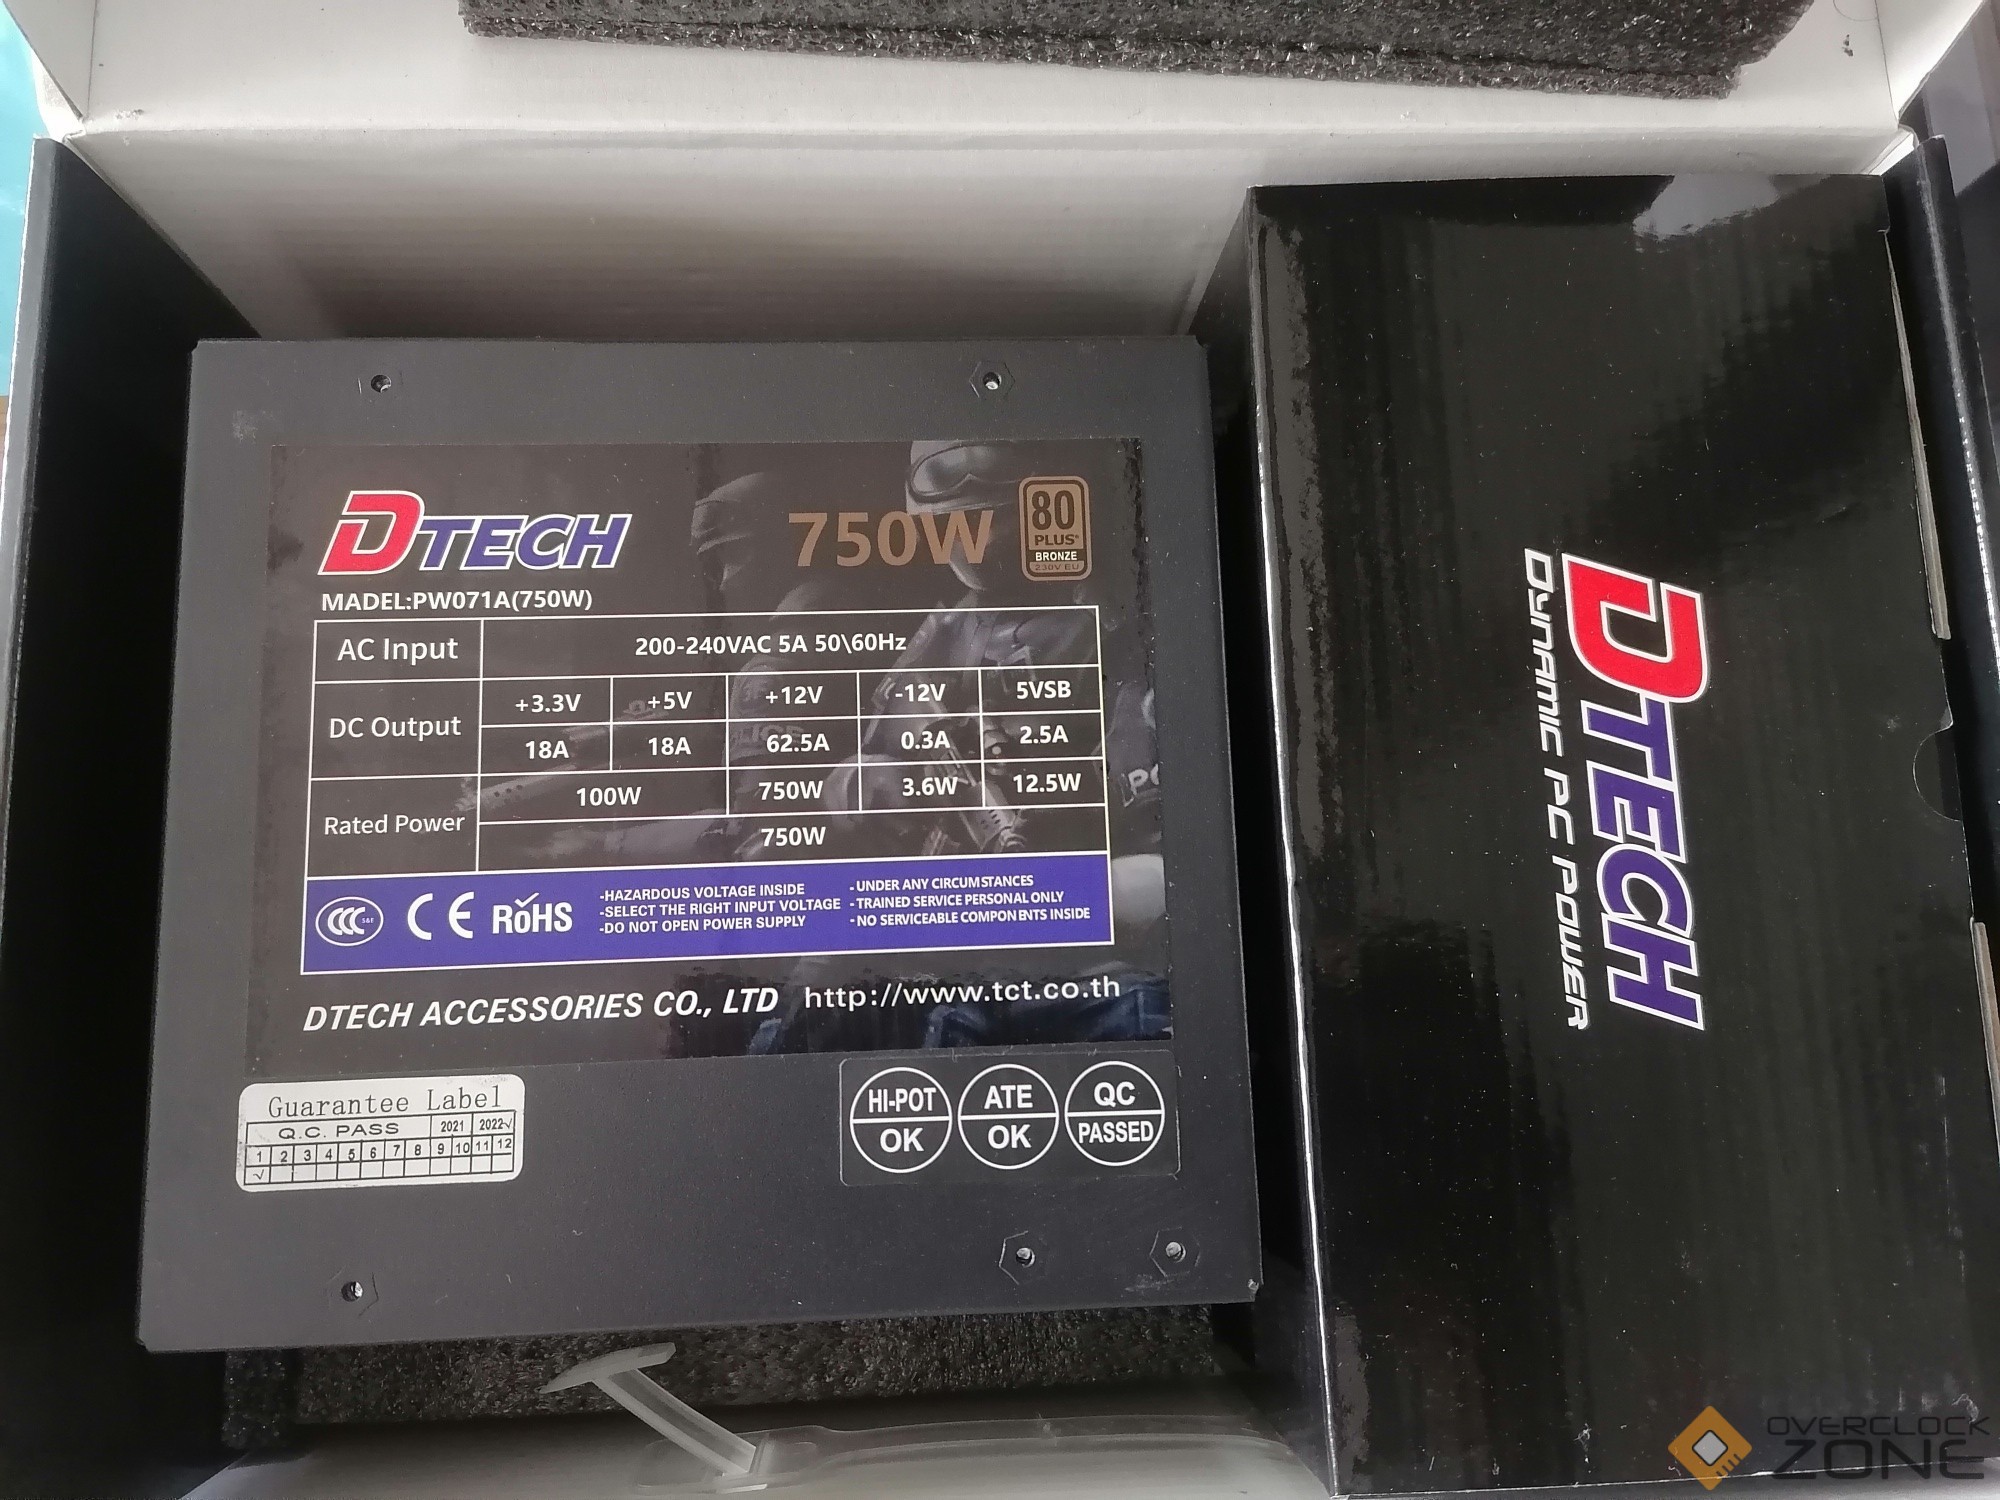 DTECH
750W
80
PLUS®
BRONZE
230V EU
MADEL:PW071A(750W)
AC Input 200-240VAC 5A 50\60Hz
DC Output +3.3V +5V +12V -12V 5VSB
18A 18A 62.5A 0.3A 2.5A
Rated Power 100W 750W 3.6W 12.5W
750W
CCC S&E CE RoHS
-HAZARDOUS VOLTAGE INSIDE
-SELECT THE RIGHT INPUT VOLTAGE
-DO NOT OPEN POWER SUPPLY
- UNDER ANY CIRCUMSTANCES
- TRAINED SERVICE PERSONAL ONLY
- NO SERVICEABLE COMPONENTS INSIDE
DTECH ACCESSORIES CO., LTD http://www.tct.co.th
Guarantee Label
Q.C. PASS 2021 2022√
1 2 3 4 5 6 7 8 9 10 11 12
√
HI-POT
OK
ATE
OK
QC
PASSED
DTECH
DYNAMIC PC POWER
OVERCLOCK
ZONE